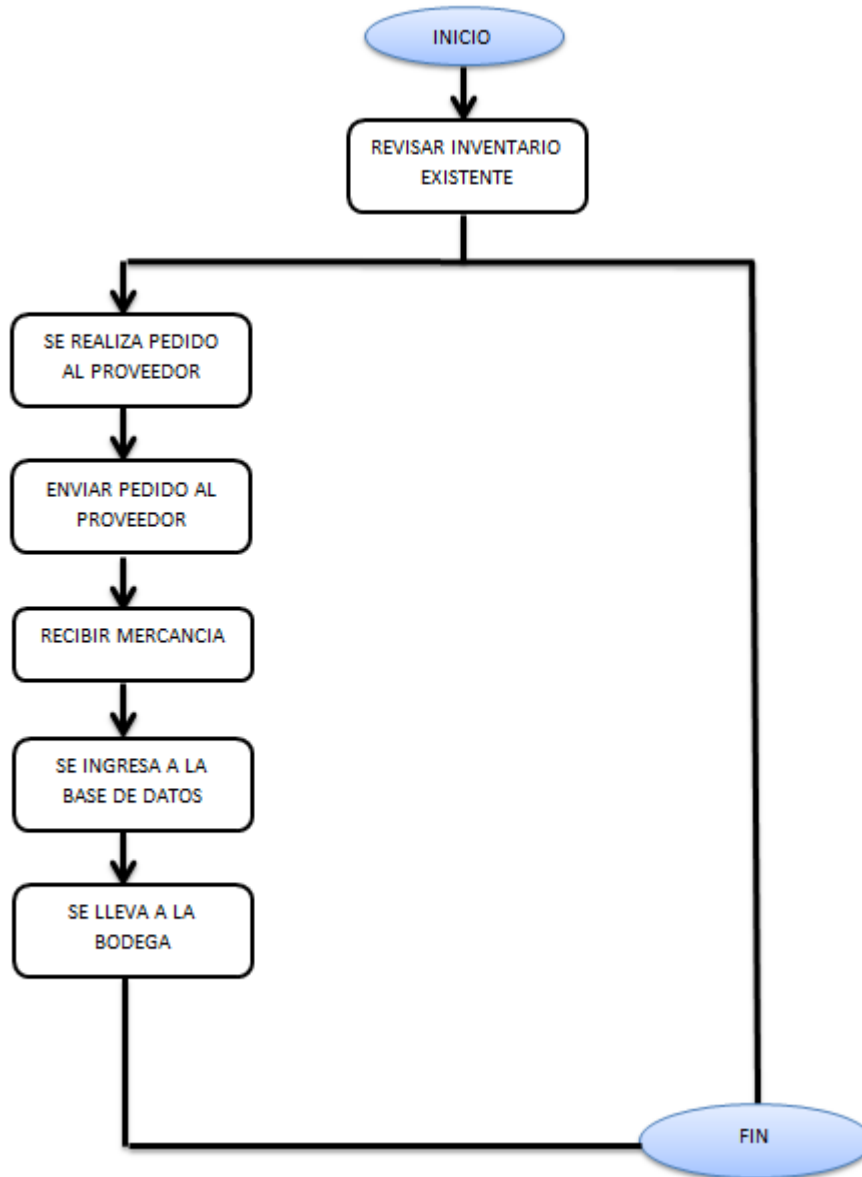 INICIO
REVISAR INVENTARIO
EXISTENTE
SE REALIZA PEDIDO
AL PROVEEDOR
ENVIAR PEDIDO AL
PROVEEDOR
RECIBIR MERCANCIA
SE INGRESA A LA
BASE DE DATOS
SE LLEVA A LA
BODEGA
FIN